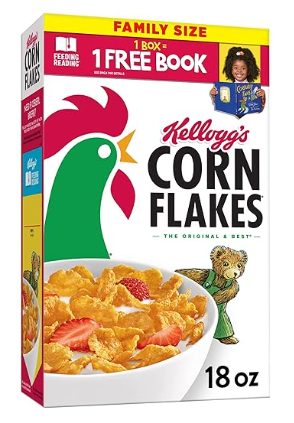 FAMILY SIZE
FEEDING
READING
1 BOX =
1 FREE BOOK
Kellogg's
CORN
FLAKES
THE ORIGINAL & BEST
18 OZ
Kellogg's
CORN
FLAKES